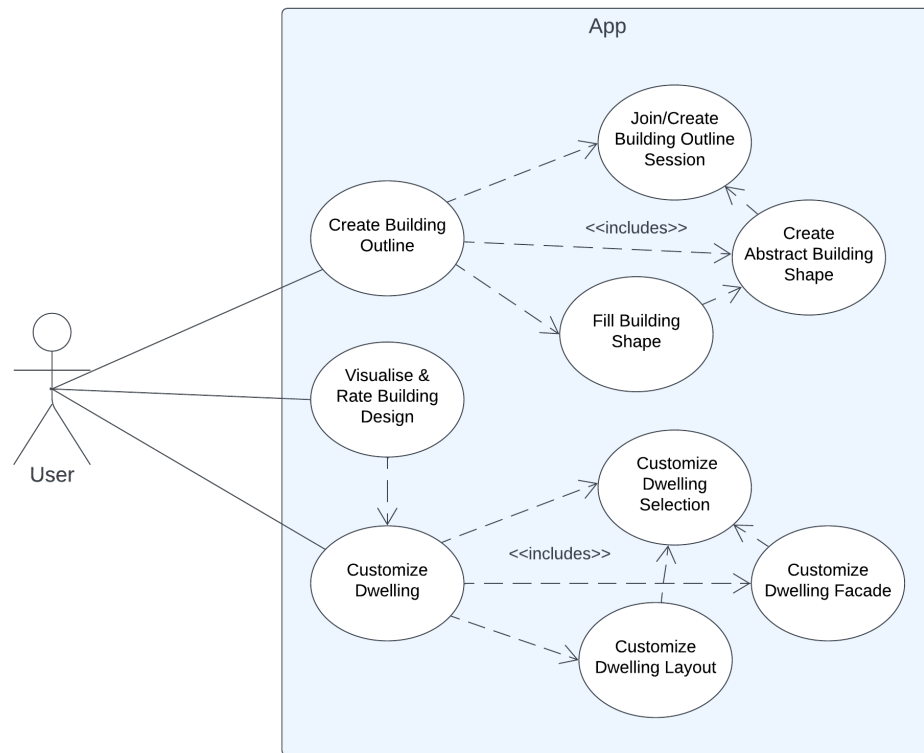 App
Join/Create
Building Outline
Session
Create Building
Outline
<<includes>>
Create
Abstract Building
Shape
Fill Building
Shape
Visualise &
Rate Building
Design
User
Customize
Dwelling
Selection
<<includes>>
Customize
Dwelling
Customize
Dwelling Facade
Customize
Dwelling Layout